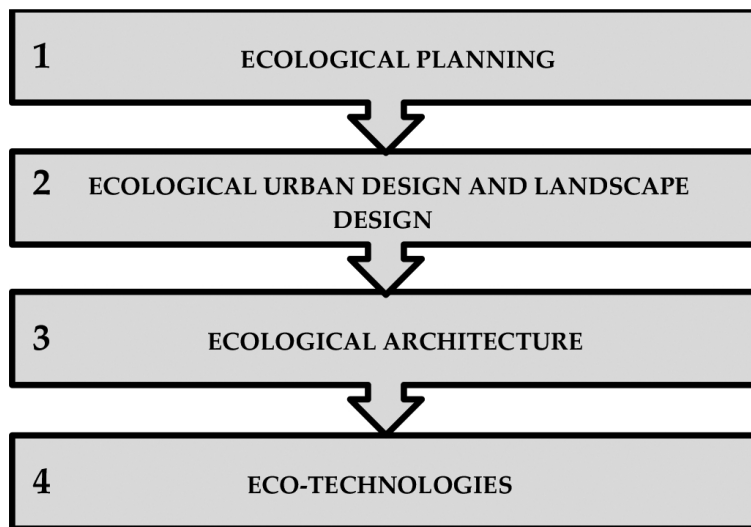 1 ECOLOGICAL PLANNING
2 ECOLOGICAL URBAN DESIGN AND LANDSCAPE
DESIGN
3 ECOLOGICAL ARCHITECTURE
4 ECO-TECHNOLOGIES